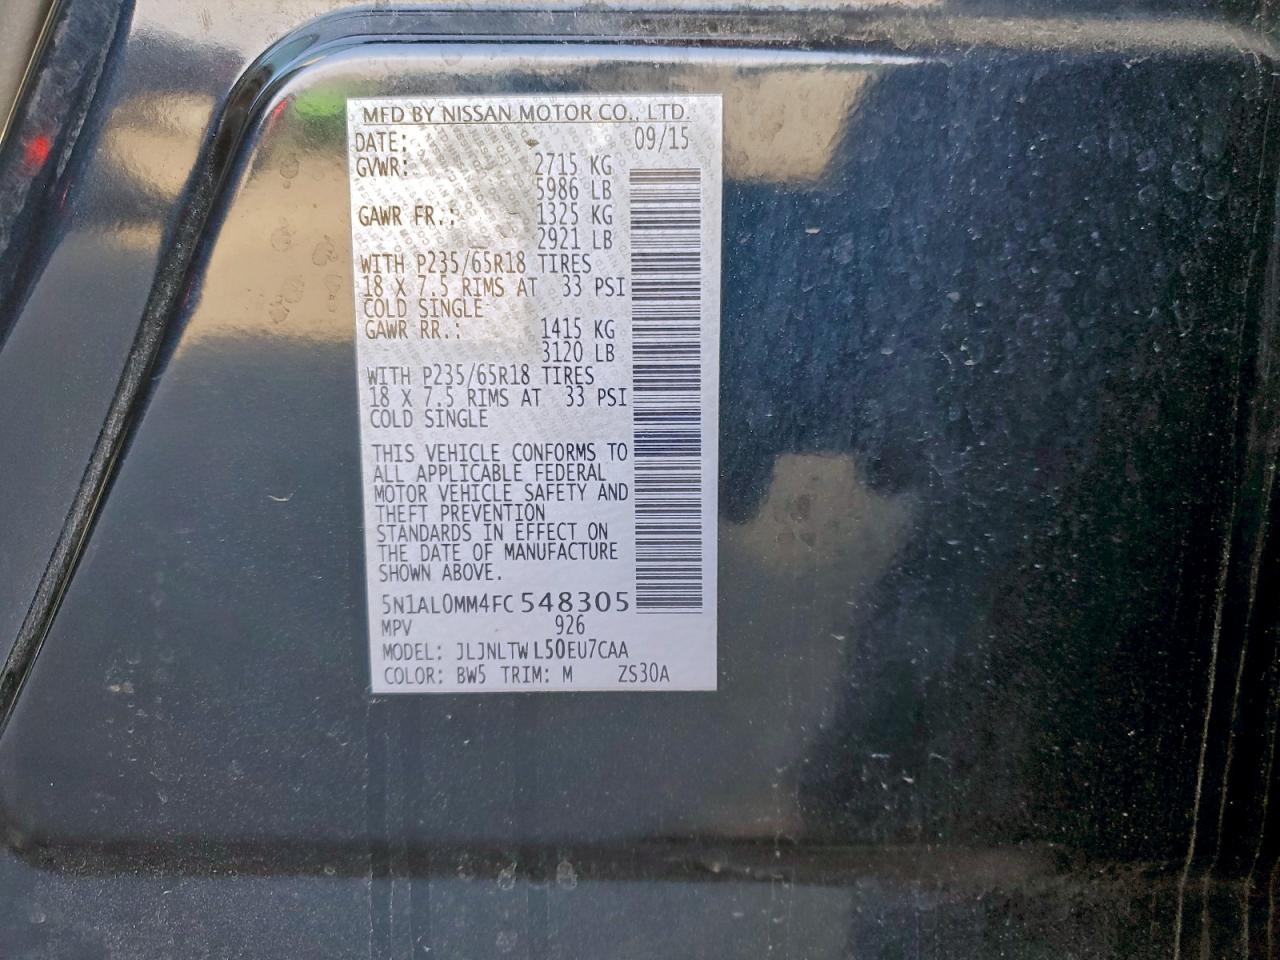 MFD BY NISSAN MOTOR CO., LTD.
DATE: 09/15
GVWR: 2715 KG
5986 LB
GAWR FR.: 1325 KG
2921 LB
WITH P235/65R18 TIRES
18 X 7.5 RIMS AT 33 PSI
COLD SINGLE
GAWR RR.: 1415 KG
3120 LB
WITH P235/65R18 TIRES
18 X 7.5 RIMS AT 33 PSI
COLD SINGLE
THIS VEHICLE CONFORMS TO
ALL APPLICABLE FEDERAL
MOTOR VEHICLE SAFETY AND
THEFT PREVENTION
STANDARDS IN EFFECT ON
THE DATE OF MANUFACTURE
SHOWN ABOVE.
5N1AL0MM4FC548305
MPV 926
MODEL: JLJNLTWL50EU7CAA
COLOR: BW5 TRIM: M ZS30A